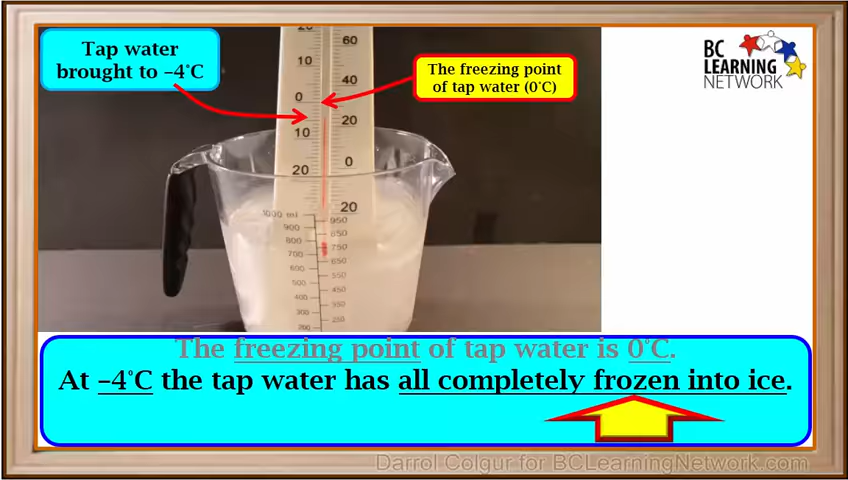 Tap water
brought to –4˚C
The freezing point
of tap water (0˚C)
BC
LEARNING
NETWORK
20
10
0
10
20
60
40
20
0
20
1000 ml
900
800
700
600
500
400
300
200
950
850
750
650
550
450
350
250
The freezing point of tap water is 0˚C.
At –4˚C the tap water has all completely frozen into ice.
Darrol Colgur for BCLearningNetwork.com